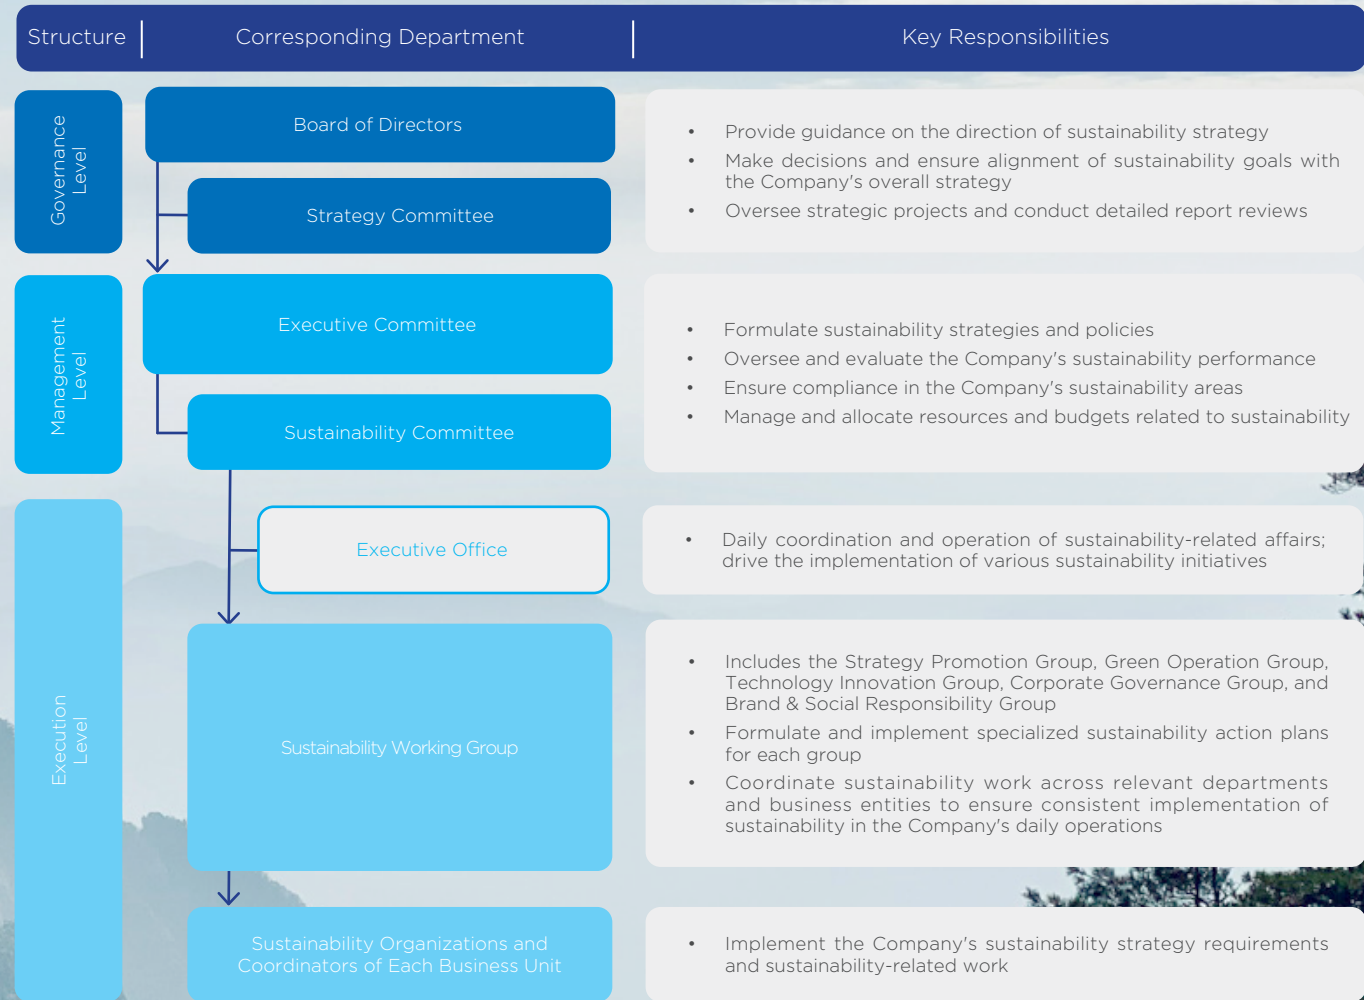 Structure
Corresponding Department
Key Responsibilities
Governance
Level
Board of Directors
Strategy Committee
• Provide guidance on the direction of sustainability strategy
• Make decisions and ensure alignment of sustainability goals with
the Company's overall strategy
• Oversee strategic projects and conduct detailed report reviews
Management
Level
Executive Committee
Sustainability Committee
• Formulate sustainability strategies and policies
• Oversee and evaluate the Company's sustainability performance
• Ensure compliance in the Company's sustainability areas
• Manage and allocate resources and budgets related to sustainability
Execution
Level
Executive Office
• Daily coordination and operation of sustainability-related affairs;
drive the implementation of various sustainability initiatives
Sustainability Working Group
• Includes the Strategy Promotion Group, Green Operation Group,
Technology Innovation Group, Corporate Governance Group, and
Brand & Social Responsibility Group
• Formulate and implement specialized sustainability action plans
for each group
• Coordinate sustainability work across relevant departments
and business entities to ensure consistent implementation of
sustainability in the Company's daily operations
Sustainability Organizations and
Coordinators of Each Business Unit
• Implement the Company's sustainability strategy requirements
and sustainability-related work